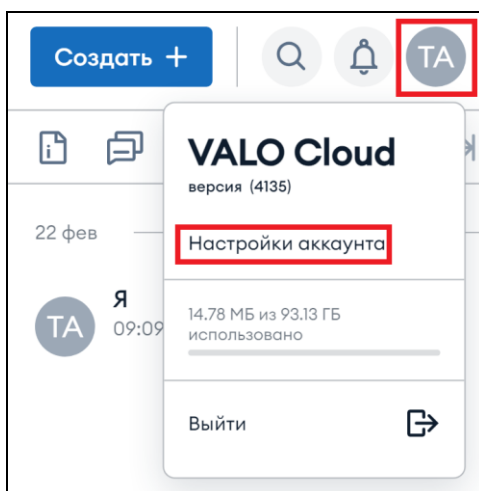 Создать +
TA
VALO Cloud
версия (4135)
22 фев
Настройки аккаунта
Я
TA
09:09
14.78 МБ из 93.13 ГБ
использовано
Выйти